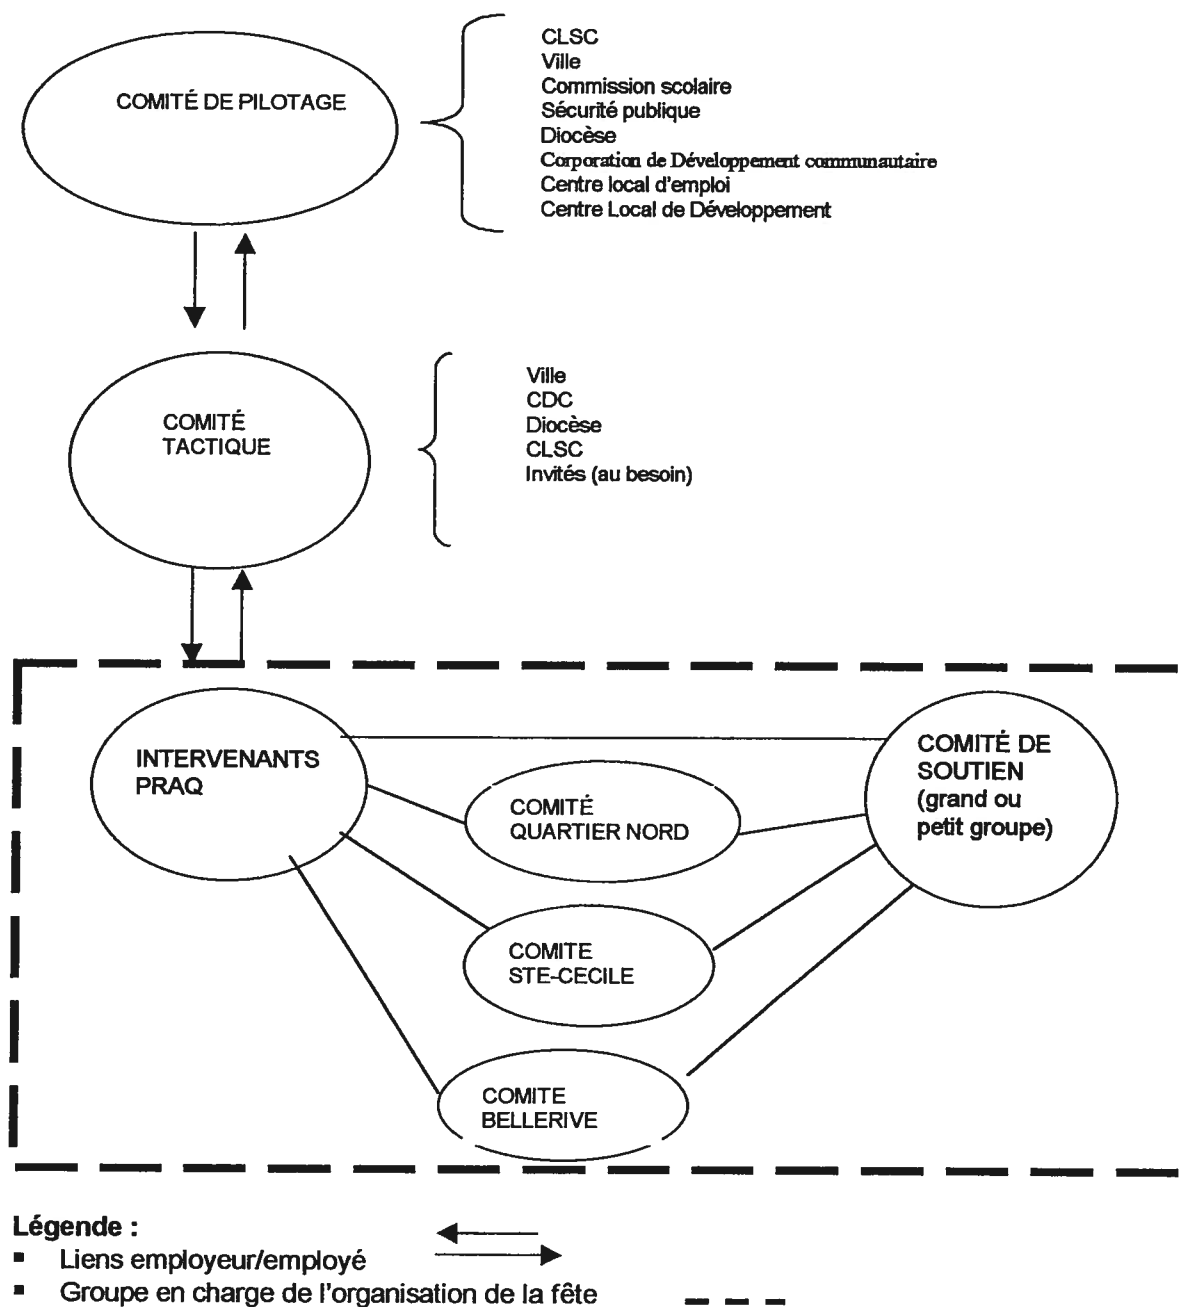 COMITÉ DE PILOTAGE
CLSC
Ville
Commission scolaire
Sécurité publique
Diocèse
Corporation de Développement communautaire
Centre local d'emploi
Centre Local de Développement
COMITÉ
TACTIQUE
Ville
CDC
Diocèse
CLSC
Invités (au besoin)
INTERVENANTS
PRAQ
COMITÉ
QUARTIER NORD
COMITE
STE-CECILE
COMITE
BELLERIVE
COMITÉ DE
SOUTIEN
(grand ou
petit groupe)
Légende :
▪ Liens employeur/employé
▪ Groupe en charge de l'organisation de la fête